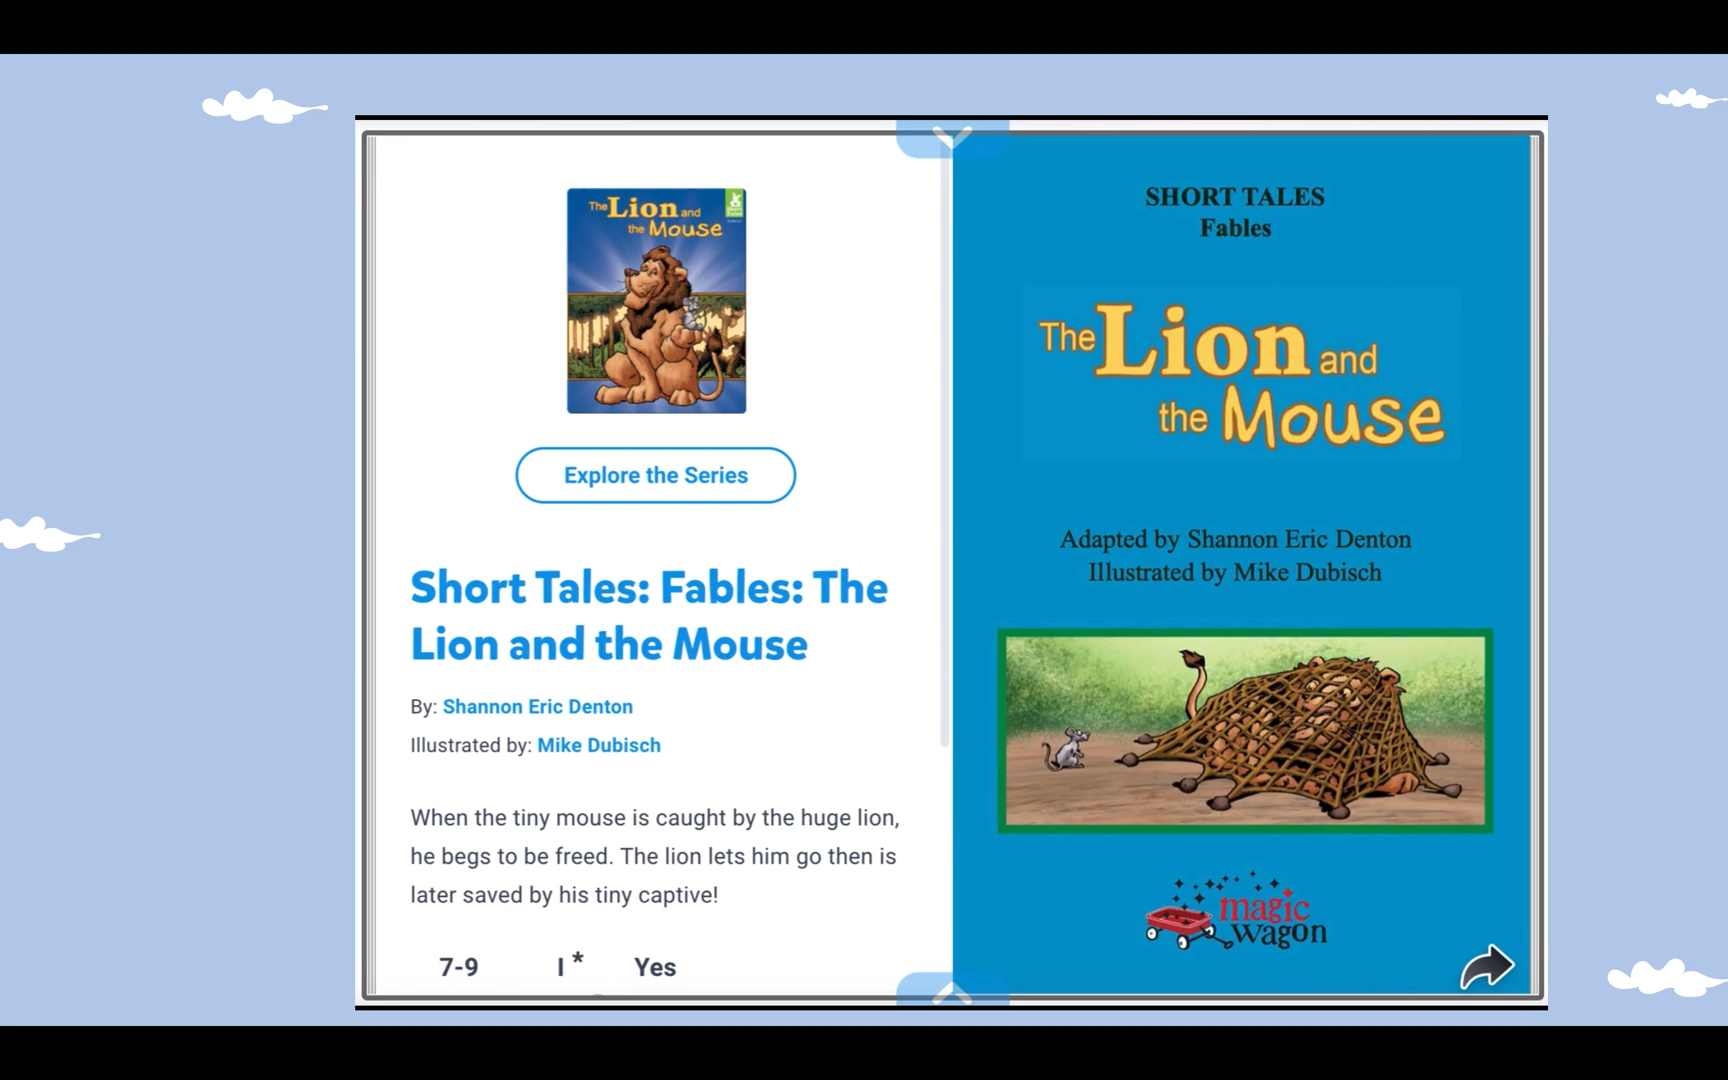 The Lion and
the Mouse
Explore the Series
Short Tales: Fables: The
Lion and the Mouse
By: Shannon Eric Denton
Illustrated by: Mike Dubisch
When the tiny mouse is caught by the huge lion,
he begs to be freed. The lion lets him go then is
later saved by his tiny captive!
7-9 I* Yes
SHORT TALES
Fables
The Lion and
the Mouse
Adapted by Shannon Eric Denton
Illustrated by Mike Dubisch
magic
wagon